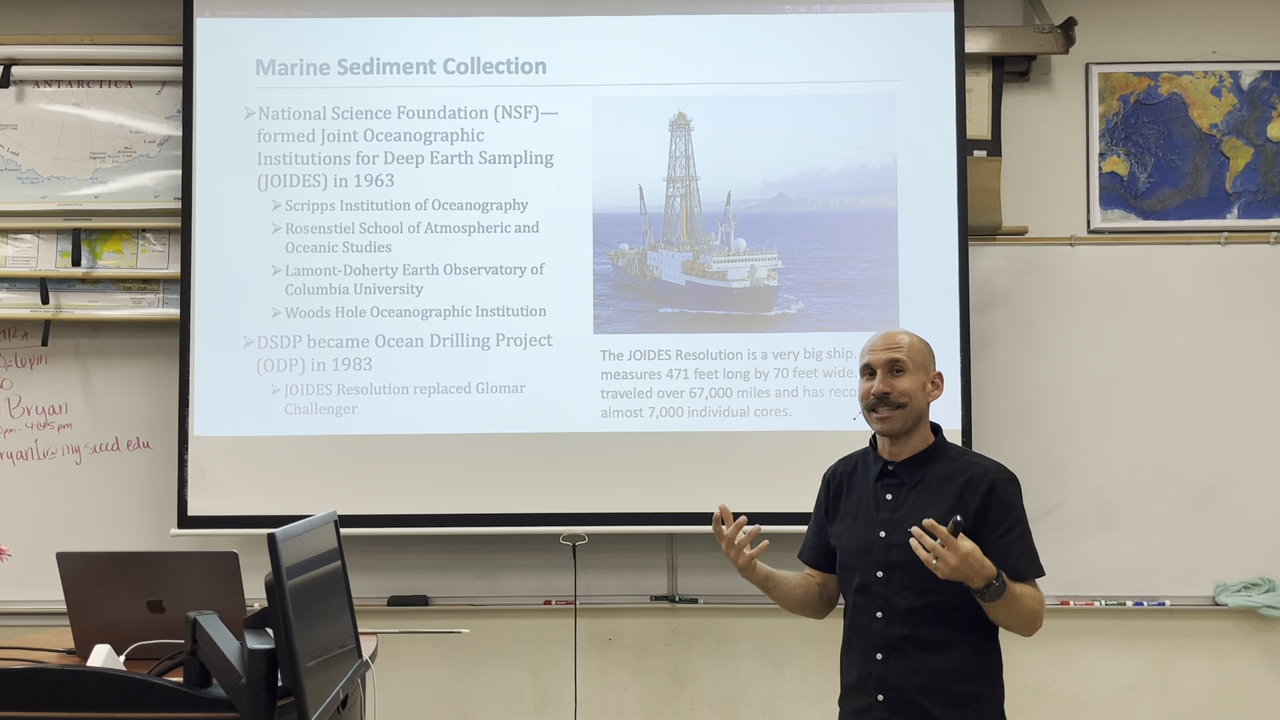 Marine Sediment Collection
➢National Science Foundation (NSF)—
formed Joint Oceanographic
Institutions for Deep Earth Sampling
(JOIDES) in 1963
➢Scripps Institution of Oceanography
➢Rosenstiel School of Atmospheric and
Oceanic Studies
➢Lamont-Doherty Earth Observatory of
Columbia University
➢Woods Hole Oceanographic Institution
➢DSDP became Ocean Drilling Project
(ODP) in 1983
➢JOIDES Resolution replaced Glomar
Challenger
The JOIDES Resolution is a very big ship.
measures 471 feet long by 70 feet wide.
traveled over 67,000 miles and has reco
almost 7,000 individual cores.
ANTARCTICA
Bryan